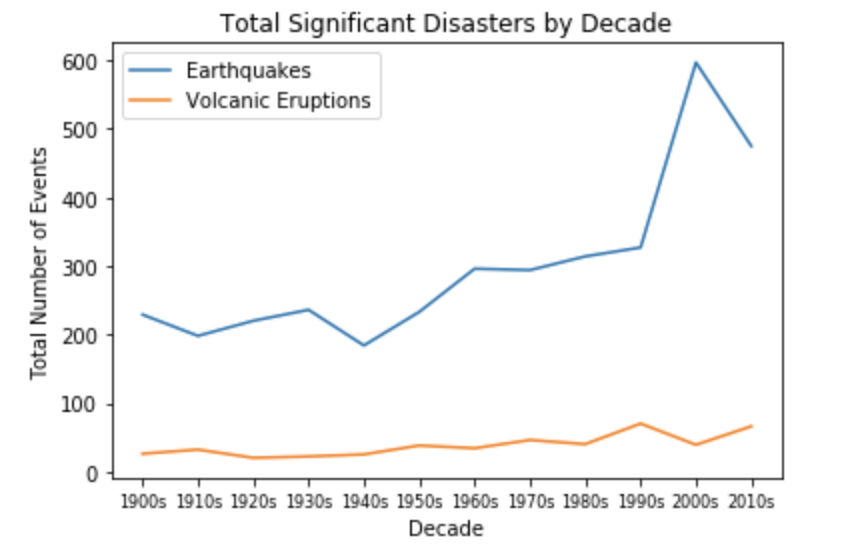 Total Significant Disasters by Decade
Earthquakes
Volcanic Eruptions
Total Number of Events
600
500
400
300
200
100
0
1900s 1910s 1920s 1930s 1940s 1950s 1960s 1970s 1980s 1990s 2000s 2010s
Decade